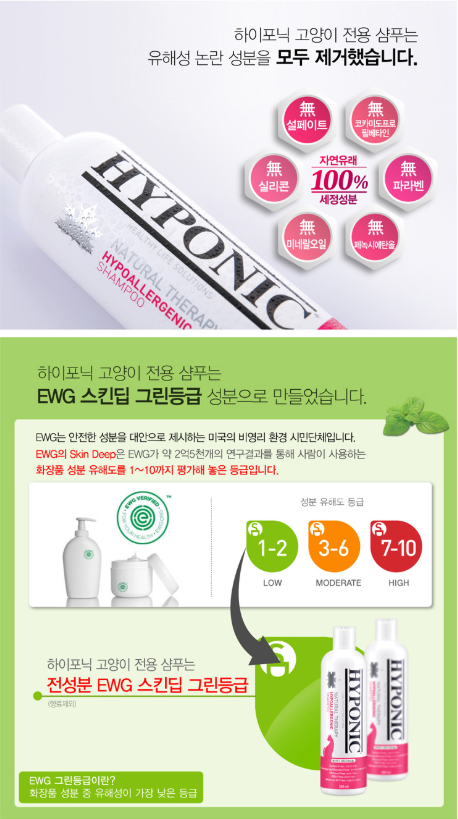 하이포닉 고양이 전용 샴푸는
유해성 논란 성분을 모두 제거했습니다.
無
설페이트
無
코카미도프로
필베타인
無
실리콘
자연유래
100%
세정성분
無
파라벤
無
미네랄오일
無
페녹시에탄올
HYPONIC
HEALTHY LIFE SOLUTIONS
NATURAL THERAPY
HYPOALLERGENIC
SHAMPOO
하이포닉 고양이 전용 샴푸는
EWG 스킨딥 그린등급 성분으로 만들었습니다.
EWG는 안전한 성분을 대안으로 제시하는 미국의 비영리 환경 시민단체입니다.
EWG의 Skin Deep은 EWG가 약 2억5천개의 연구결과를 통해 사람이 사용하는
화장품 성분 유해도를 1~10까지 평가해 놓은 등급입니다.
EWG VERIFIED
TM
성분 유해도 등급
1-2
3-6
7-10
LOW
MODERATE
HIGH
하이포닉 고양이 전용 샴푸는
전성분 EWG 스킨딥 그린등급
(향료제외)
HYPONIC
NATURAL THERAPY
HYPOALLERGENIC
HYPONIC
EWG 그린등급이란?
화장품 성분 중 유해성이 가장 낮은 등급